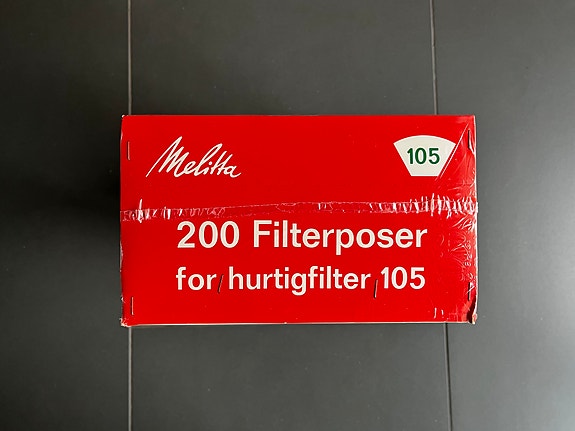 Melitta
105
200 Filterposer
for hurtigfilter 105